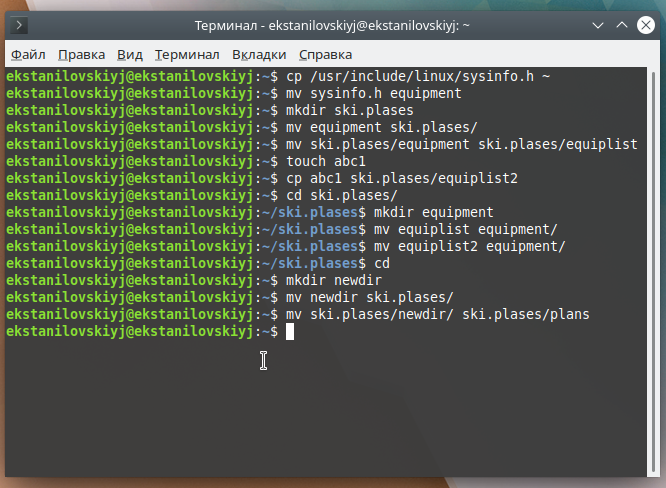 Терминал - ekstanilovskiyj@ekstanilovskiyj: ~
Файл Правка Вид Терминал Вкладки Справка
ekstanilovskiyj@ekstanilovskiyj:~$ cp /usr/include/linux/sysinfo.h ~
ekstanilovskiyj@ekstanilovskiyj:~$ mv sysinfo.h equipment
ekstanilovskiyj@ekstanilovskiyj:~$ mkdir ski.plases
ekstanilovskiyj@ekstanilovskiyj:~$ mv equipment ski.plases/
ekstanilovskiyj@ekstanilovskiyj:~$ mv ski.plases/equipment ski.plases/equiplist
ekstanilovskiyj@ekstanilovskiyj:~$ touch abc1
ekstanilovskiyj@ekstanilovskiyj:~$ cp abc1 ski.plases/equiplist2
ekstanilovskiyj@ekstanilovskiyj:~$ cd ski.plases/
ekstanilovskiyj@ekstanilovskiyj:~/ski.plases$ mkdir equipment
ekstanilovskiyj@ekstanilovskiyj:~/ski.plases$ mv equiplist equipment/
ekstanilovskiyj@ekstanilovskiyj:~/ski.plases$ mv equiplist2 equipment/
ekstanilovskiyj@ekstanilovskiyj:~/ski.plases$ cd
ekstanilovskiyj@ekstanilovskiyj:~$ mkdir newdir
ekstanilovskiyj@ekstanilovskiyj:~$ mv newdir ski.plases/
ekstanilovskiyj@ekstanilovskiyj:~$ mv ski.plases/newdir/ ski.plases/plans
ekstanilovskiyj@ekstanilovskiyj:~$